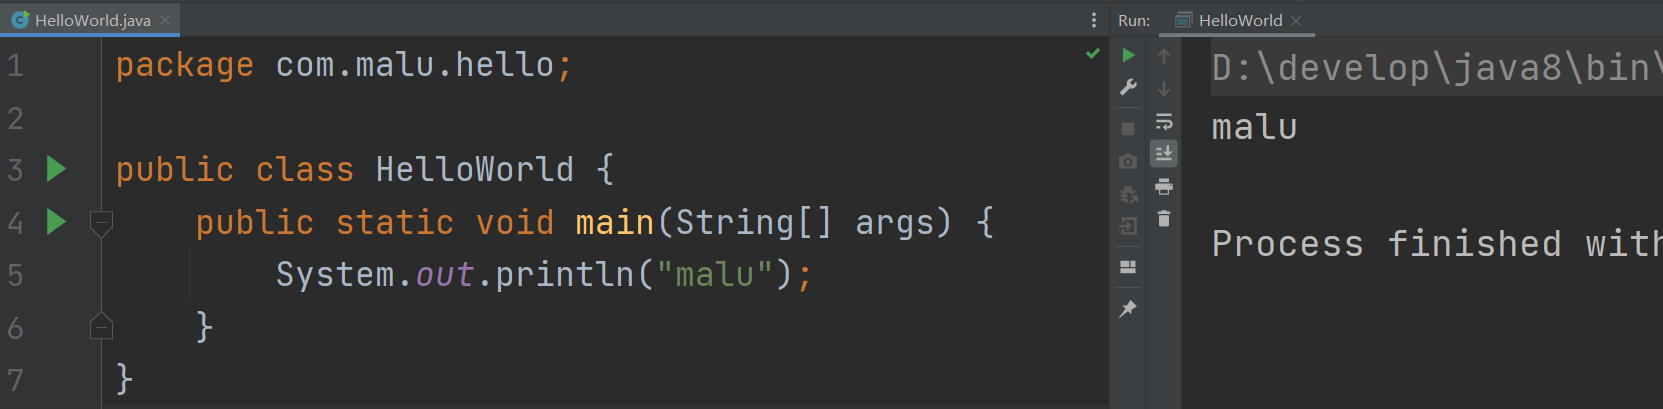 HelloWorld.java
1 package com.malu.hello;
2
3 public class HelloWorld {
4     public static void main(String[] args) {
5         System.out.println("malu");
6     }
7 }
Run: HelloWorld
D:\develop\java8\bin\
malu
Process finished with